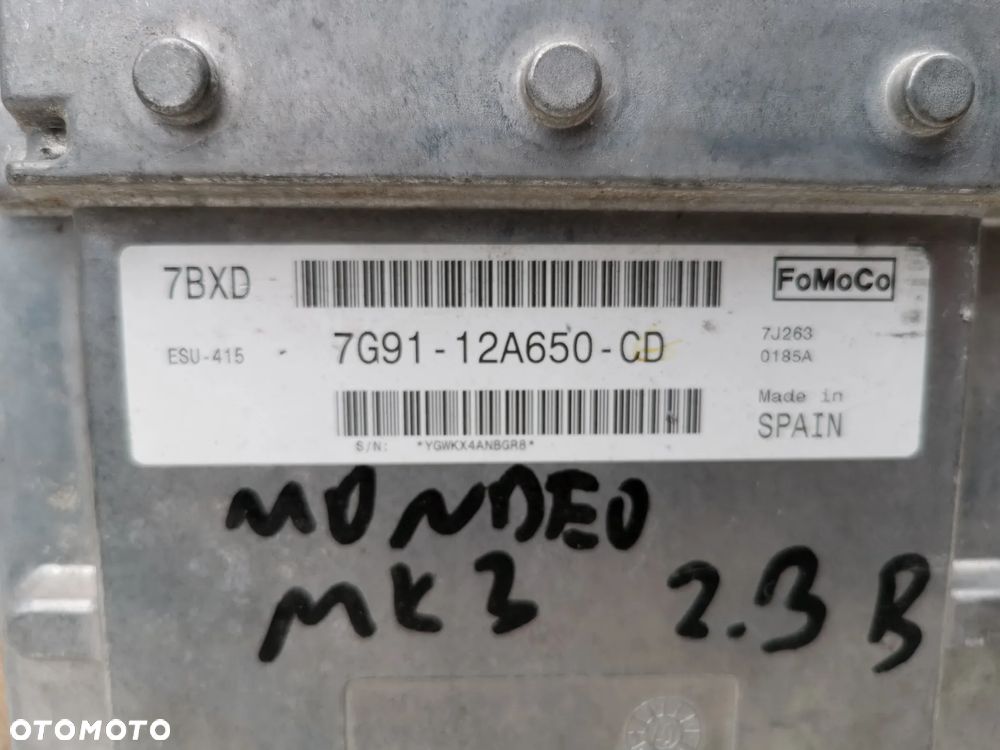 7BXD
FoMoCo
ESU-415
7G91-12A650-CD
7J263
0185A
Made in
SPAIN
S/N: *YGWKX4ANBGR8*
MONDEO
MK3 2.3 B
OTOMOTO